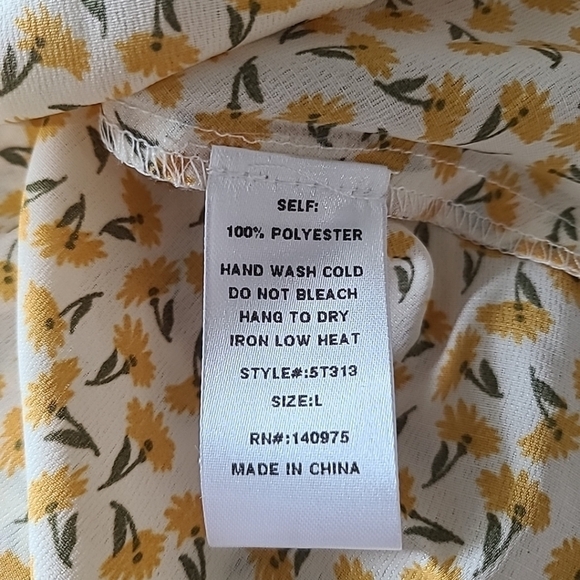 SELF:
100% POLYESTER
HAND WASH COLD
DO NOT BLEACH
HANG TO DRY
IRON LOW HEAT
STYLE#:5T313
SIZE:L
RN#:140975
MADE IN CHINA